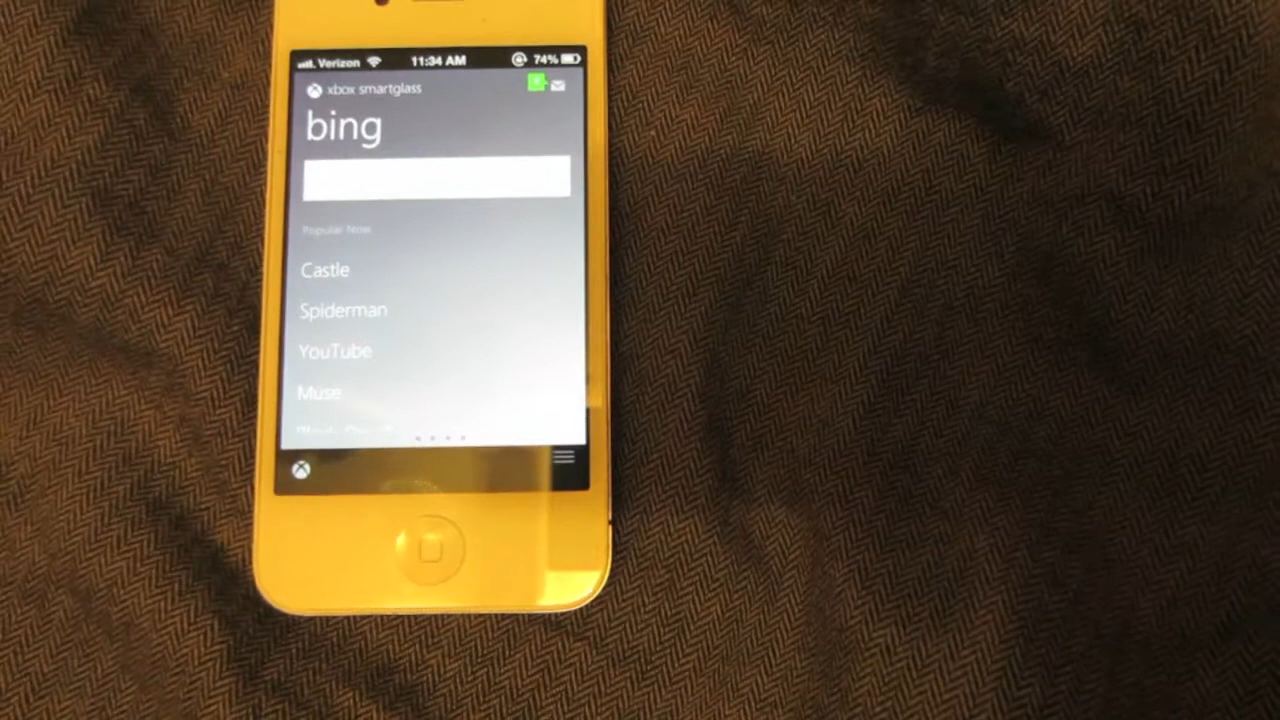 Verizon 11:34 AM 74%
xbox smartglass
bing
Popular Now
Castle
Spiderman
YouTube
Muse